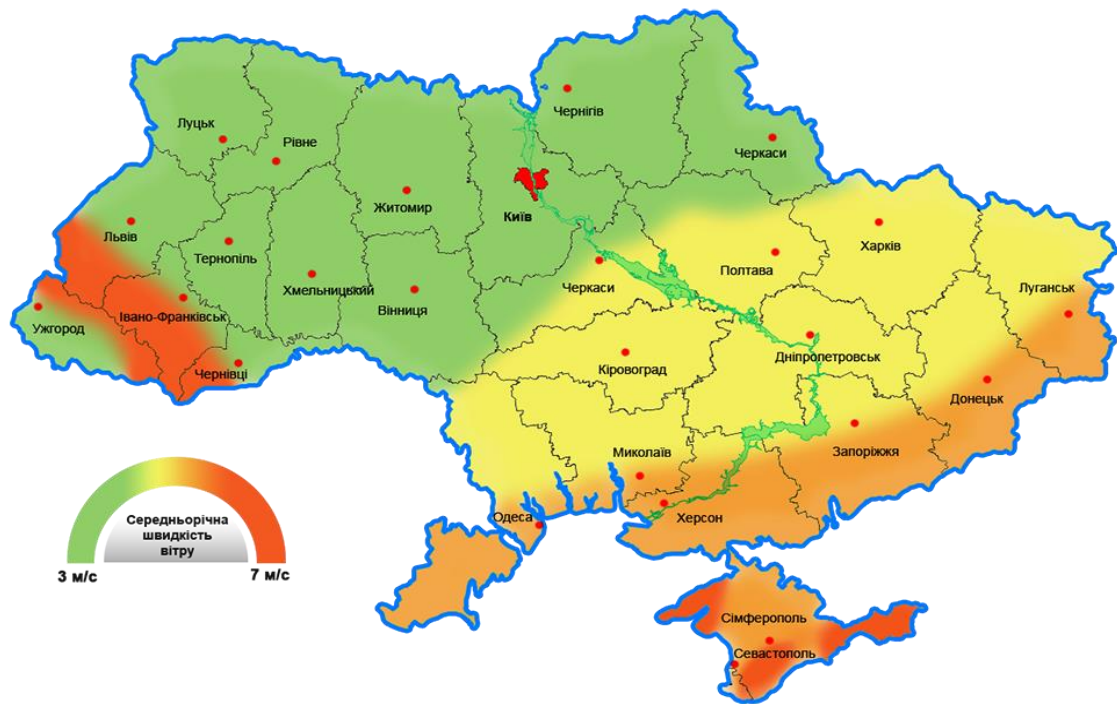 Чернігів
Луцьк
Рівне
Черкаси
Житомир
Київ
Львів
Тернопіль
Харків
Полтава
Черкаси
Хмельницький
Вінниця
Луганськ
Івано-Франківськ
Ужгород
Дніпропетровськ
Кіровоград
Чернівці
Донецьк
Миколаїв
Запоріжжя
Одеса
Херсон
Середньорічна
швидкість
вітру
3 м/с
7 м/с
Сімферополь
Севастополь